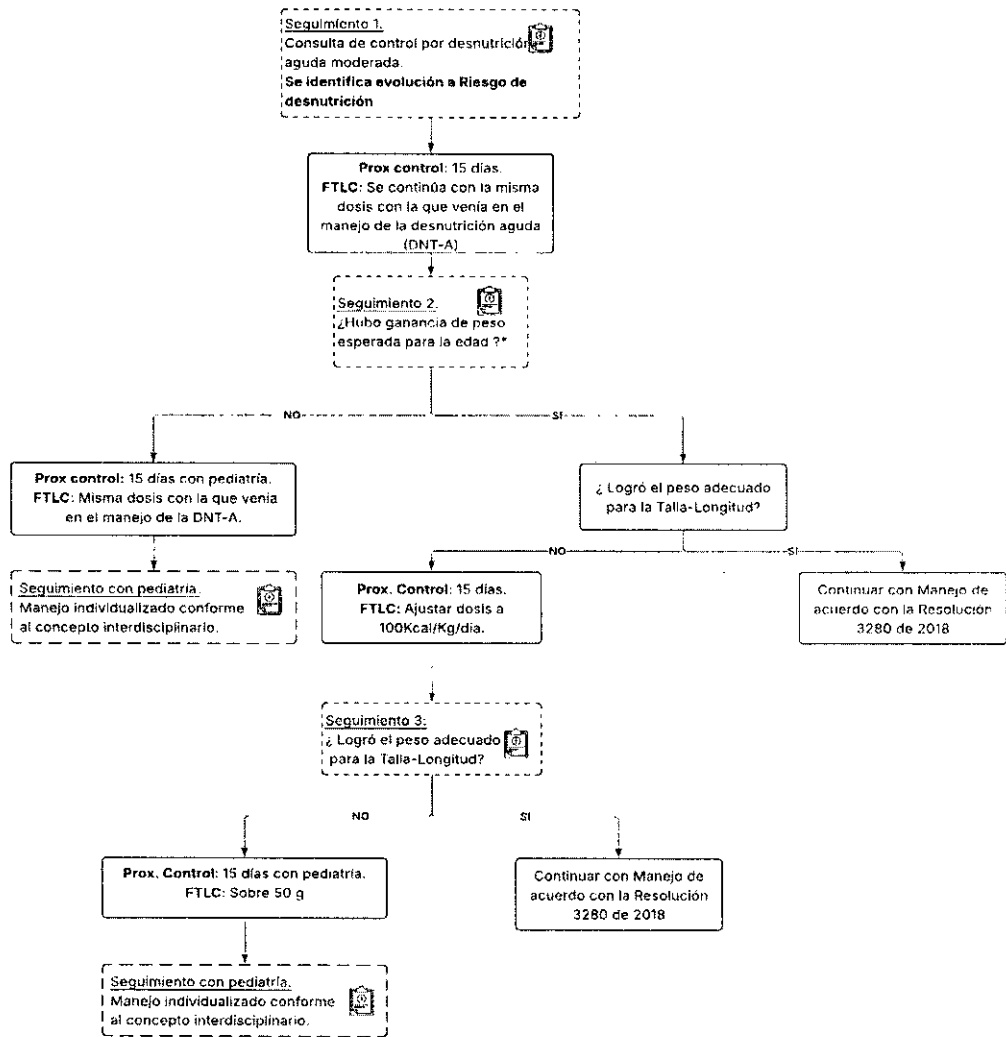 Seguimiento 1.
Consulta de control por desnutrición
aguda moderada.
Se identifica evolución a Riesgo de
desnutrición
Prox control: 15 días.
FTLC: Se continúa con la misma
dosis con la que venía en el
manejo de la desnutrición aguda
(DNT-A)
Seguimiento 2.
¿Hubo ganancia de peso
esperada para la edad ?*
NO
SI
Prox control: 15 días con pediatría.
FTLC: Misma dosis con la que venia
en el manejo de la DNT-A.
¿ Logró el peso adecuado
para la Talla-Longitud?
NO
SI
Seguimiento con pediatría.
Manejo individualizado conforme
al concepto interdisciplinario.
Prox. Control: 15 días.
FTLC: Ajustar dosis a
100Kcal/Kg/dia.
Continuar con Manejo de
acuerdo con la Resolución
3280 de 2018
Seguimiento 3:
¿ Logró el peso adecuado
para la Talla-Longitud?
NO
SI
Prox. Control: 15 días con pediatría.
FTLC: Sobre 50 g
Continuar con Manejo de
acuerdo con la Resolución
3280 de 2018
Seguimiento con pediatría.
Manejo individualizado conforme
al concepto interdisciplinario.